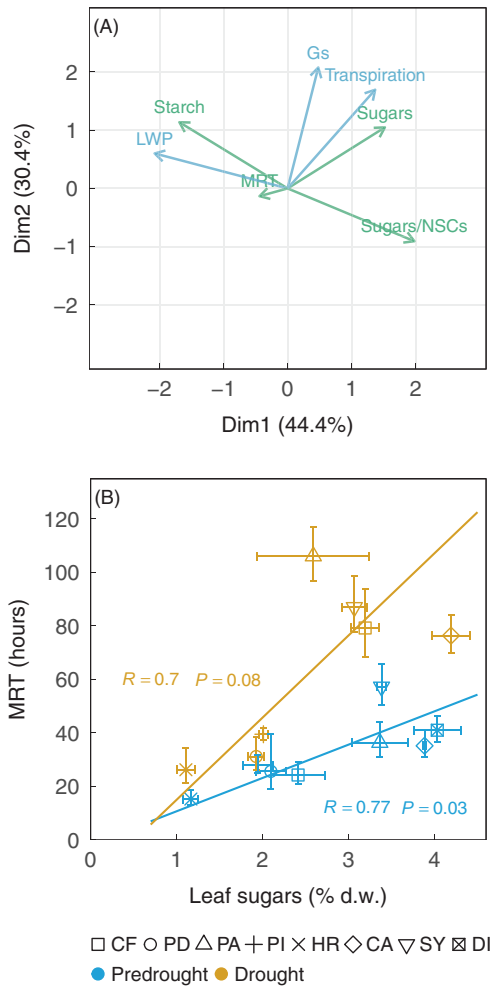 (A)
Gs
Transpiration
Starch
Sugars
LWP
MRT
Sugars/NSCs
2
1
0
−1
−2
Dim2 (30.4%)
−2 −1 0 1 2
Dim1 (44.4%)
(B)
120
100
80
60
40
20
0
MRT (hours)
R = 0.7 P = 0.08
R = 0.77 P = 0.03
0 1 2 3 4
Leaf sugars (% d.w.)
CF PD PA PI HR CA SY DI
Predrought Drought